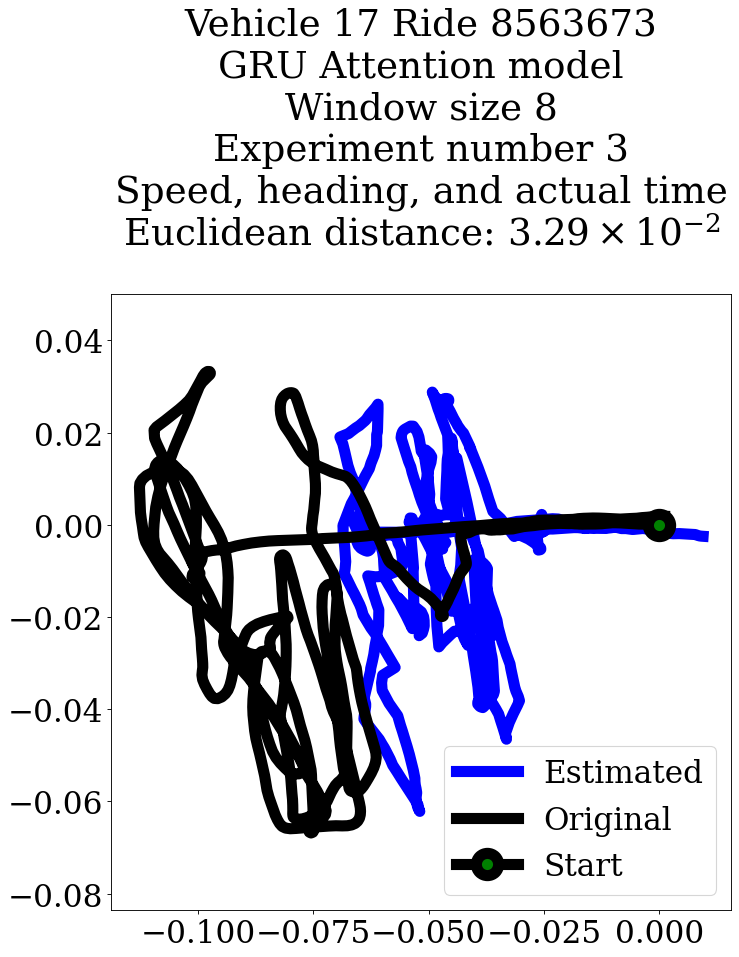 Vehicle 17 Ride 8563673
GRU Attention model
Window size 8
Experiment number 3
Speed, heading, and actual time
Euclidean distance: 3.29 × 10⁻²
0.04
0.02
0.00
−0.02
−0.04
−0.06
−0.08
−0.100 −0.075 −0.050 −0.025 0.000
Estimated
Original
Start